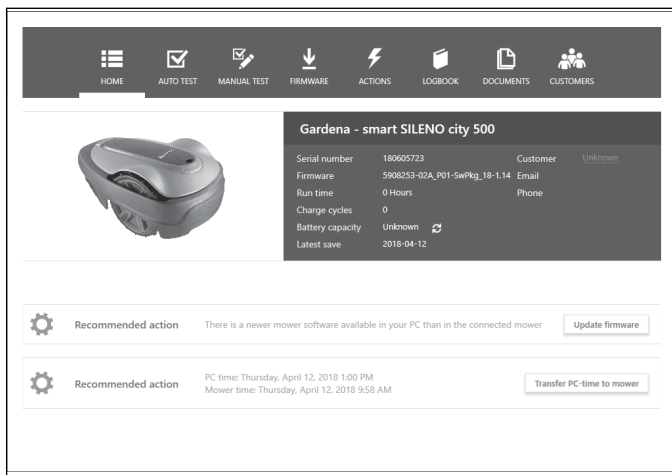 HOME AUTO TEST MANUAL TEST FIRMWARE ACTIONS LOGBOOK DOCUMENTS CUSTOMERS
Gardena - smart SILENO city 500
Serial number 180605723 Customer Unknown
Firmware 5908253-02A_P01-SwPkg_18-1.14 Email
Run time 0 Hours Phone
Charge cycles 0
Battery capacity Unknown
Latest save 2018-04-12
Recommended action There is a newer mower software available in your PC than in the connected mower Update firmware
Recommended action PC time: Thursday, April 12, 2018 1:00 PM Transfer PC-time to mower
Mower time: Thursday, April 12, 2018 9:58 AM